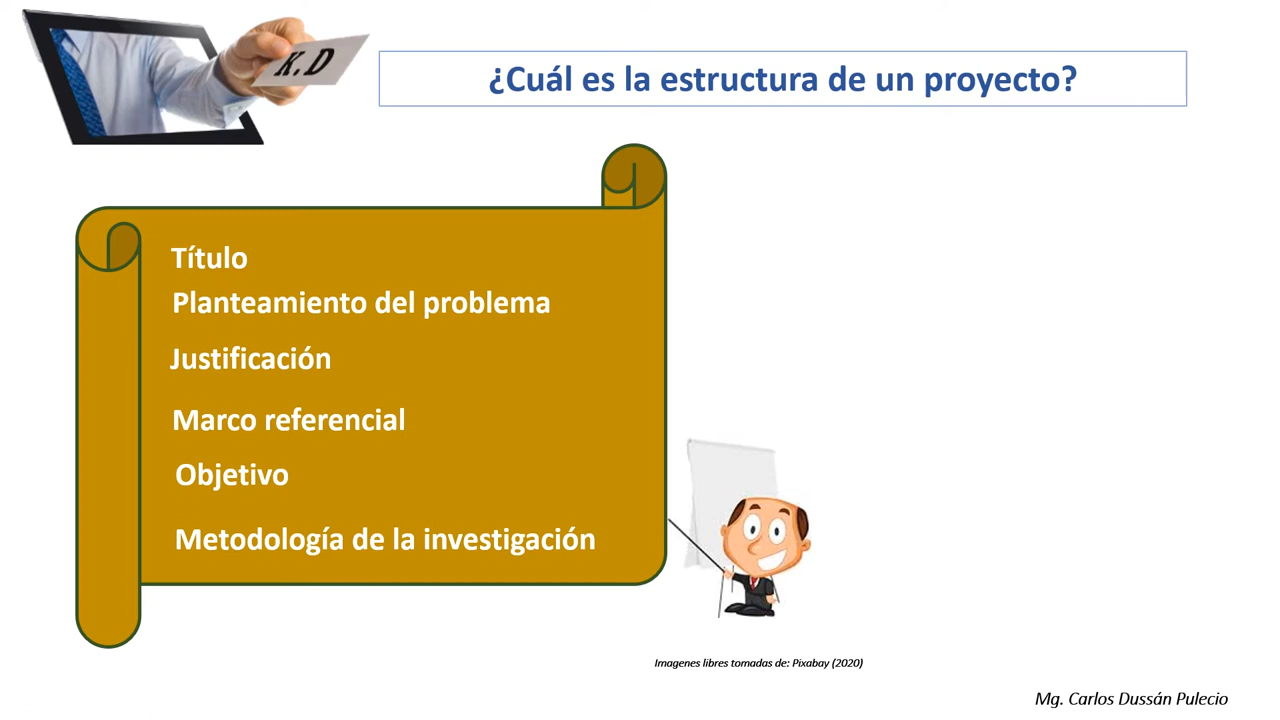 K.D
¿Cuál es la estructura de un proyecto?
Título
Planteamiento del problema
Justificación
Marco referencial
Objetivo
Metodología de la investigación
Imagenes libres tomadas de: Pixabay (2020)
Mg. Carlos Dussán Pulecio